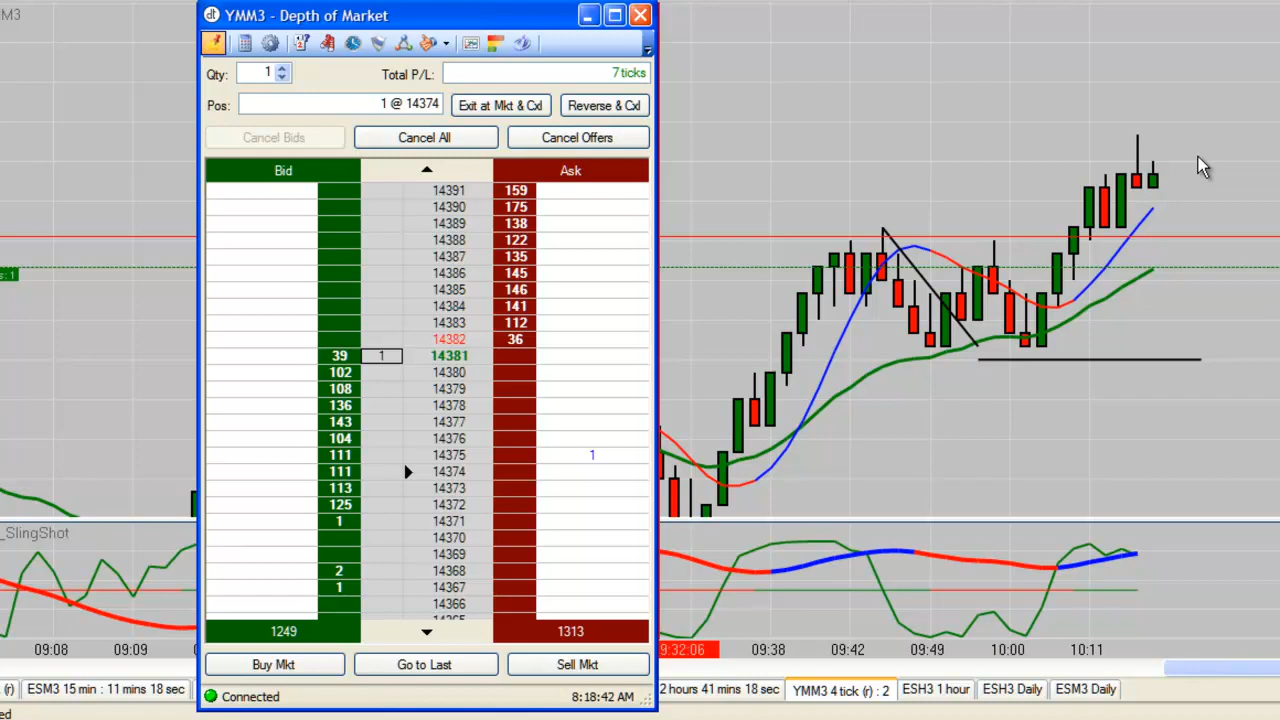 M3
YMM3 - Depth of Market
Qty: 1 Total P/L: 7 ticks
Pos: 1 @ 14374 Exit at Mkt & Cxl Reverse & Cxl
Cancel Bids Cancel All Cancel Offers
Bid Ask
14391 159
14390 175
14389 138
14388 122
14387 135
14386 145
s: 1
14385 146
14384 141
14383 112
14382 36
39 1 14381
102 14380
108 14379
136 14378
143 14377
104 14376
111 14375 1
111 14374
113 14373
125 14372
1 14371
14370
_SlingShot
14369
2 14368
1 14367
14366
14365
1249 1313
09:08 09:09 9:32:06 09:38 09:42 09:49 10:00 10:11
Buy Mkt Go to Last Sell Mkt
(r) ESM3 15 min : 11 mins 18 sec 2 hours 41 mins 18 sec YMM3 4 tick (r) : 2 ESH3 1 hour ESH3 Daily ESM3 Daily
Connected 8:18:42 AM
ed